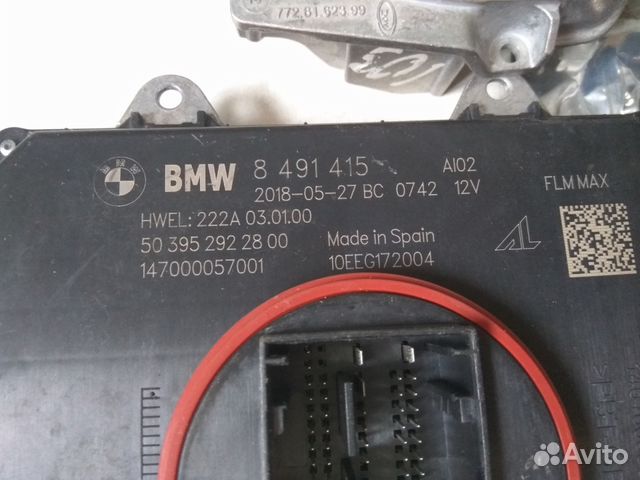 772.81.623.99
BMW 8 491 415 AI02
2018-05-27 BC 0742 12V
FLM MAX
HWEL: 222A 03.01.00
50 395 292 28 00 Made in Spain
147000057001 10EEG172004
Avito